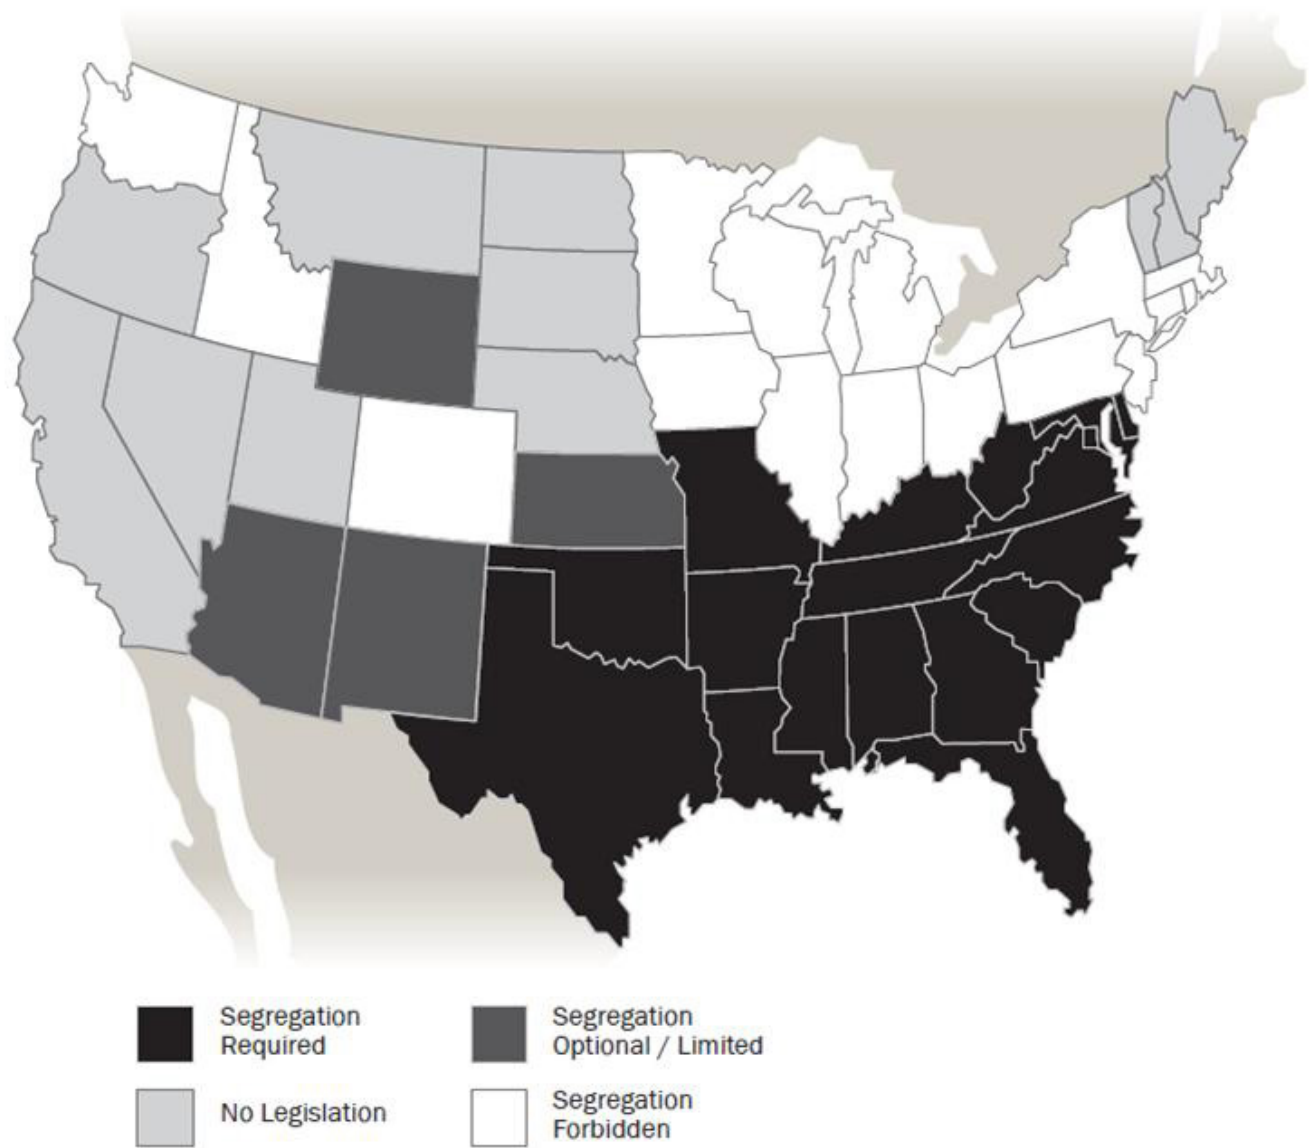 Segregation
Required
Segregation
Optional / Limited
No Legislation
Segregation
Forbidden